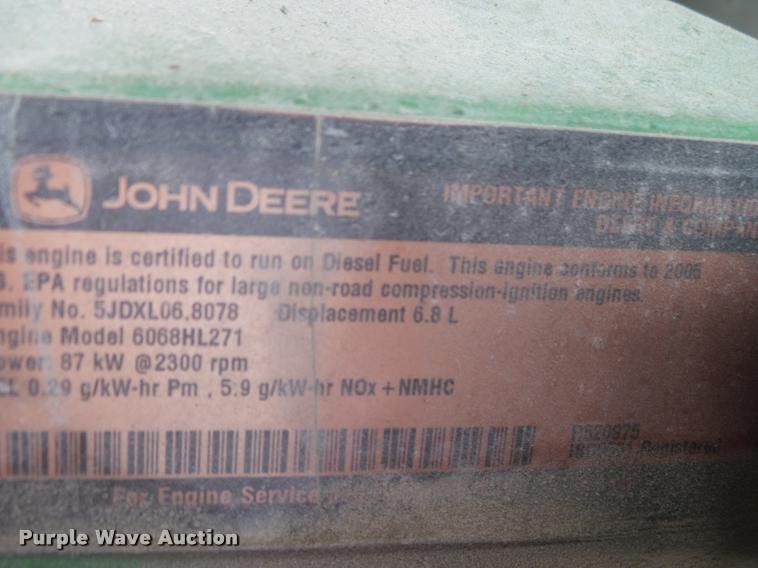 JOHN DEERE
IMPORTANT ENGINE INFORMATIO
DEERE & COMPAN
is engine is certified to run on Diesel Fuel. This engine conforms to 2005
S. EPA regulations for large non-road compression-ignition engines.
mily No. 5JDXL06.8078 Displacement 6.8 L
ngine Model 6068HL271
ower: 87 kW @2300 rpm
EL 0.29 g/kW-hr Pm , 5.9 g/kW-hr NOx + NMHC
R520975
Registered
For Engine Service
Purple Wave Auction